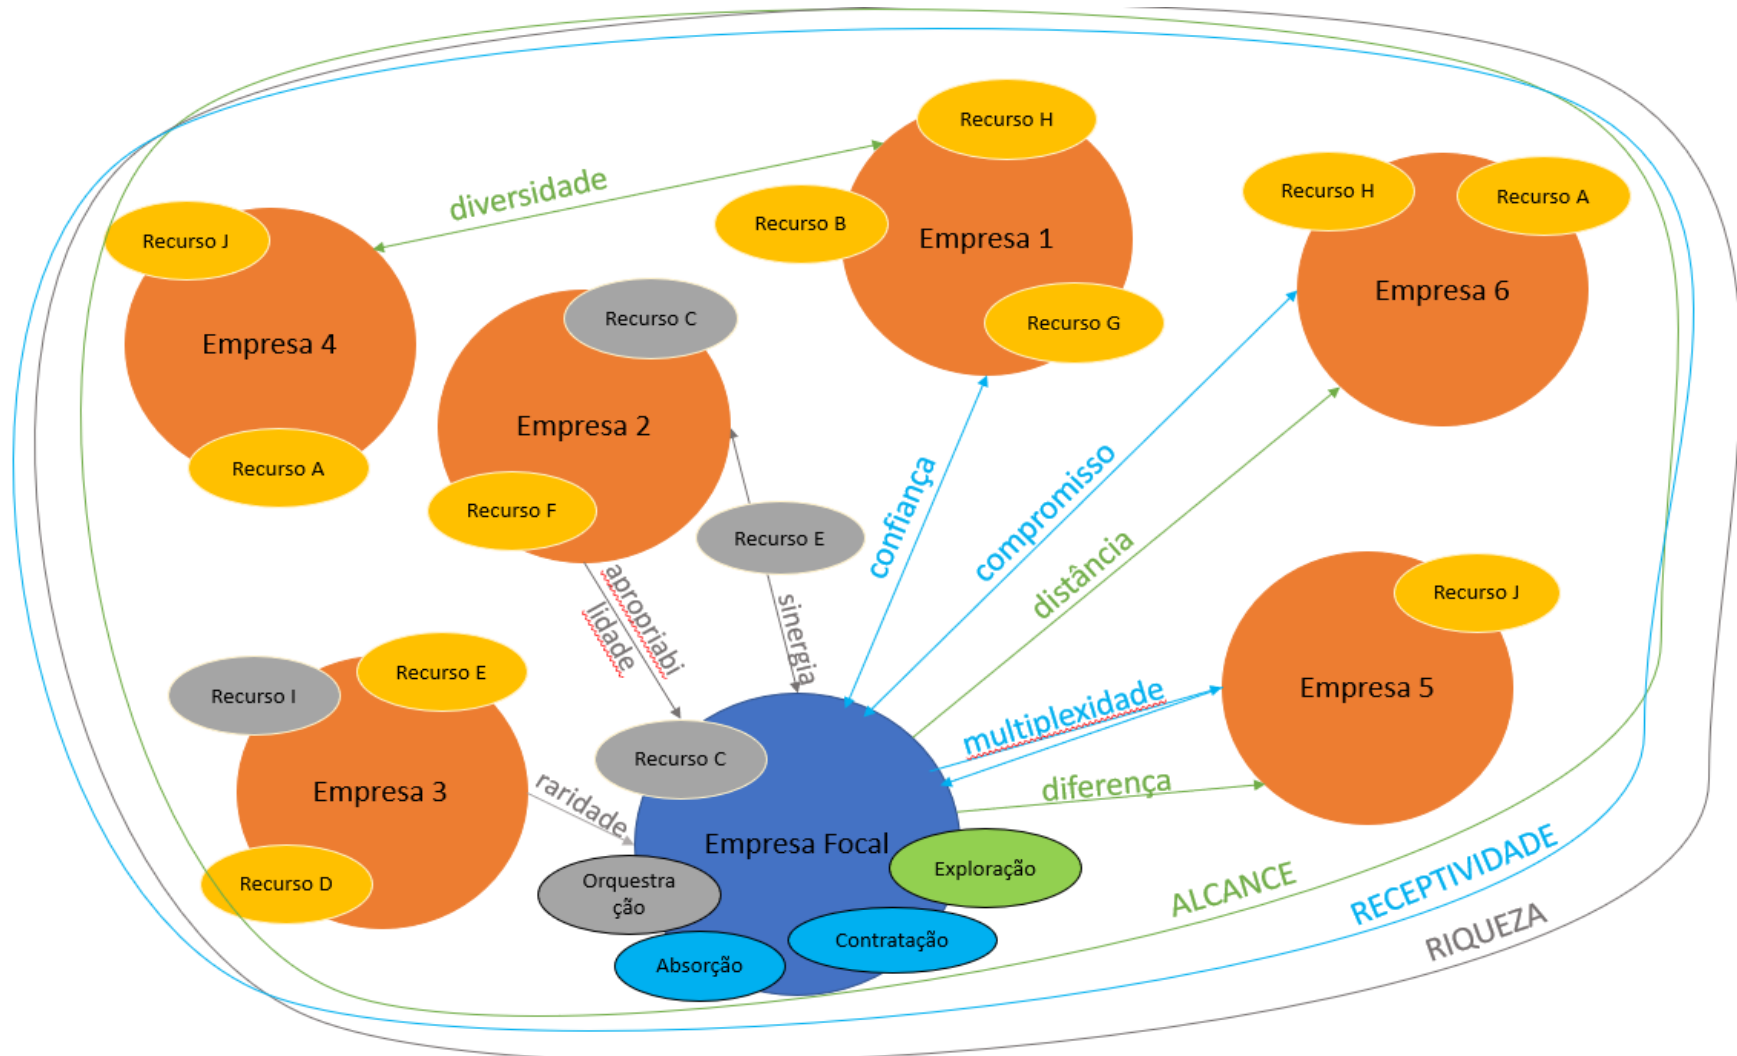 Recurso H
diversidade
Recurso J
Recurso B
Empresa 1
Recurso H
Recurso A
Empresa 4
Recurso C
Recurso G
Empresa 6
Recurso A
Empresa 2
Recurso F
Recurso E
confiança
compromisso
distância
apropriabi
lidade
sinergia
Recurso J
Recurso I
Recurso E
Empresa 5
Recurso C
multiplexidade
diferença
Empresa 3
raridade
Recurso D
Empresa Focal
Orquestra
ção
Exploração
Contratação
Absorção
ALCANCE
RECEPTIVIDADE
RIQUEZA